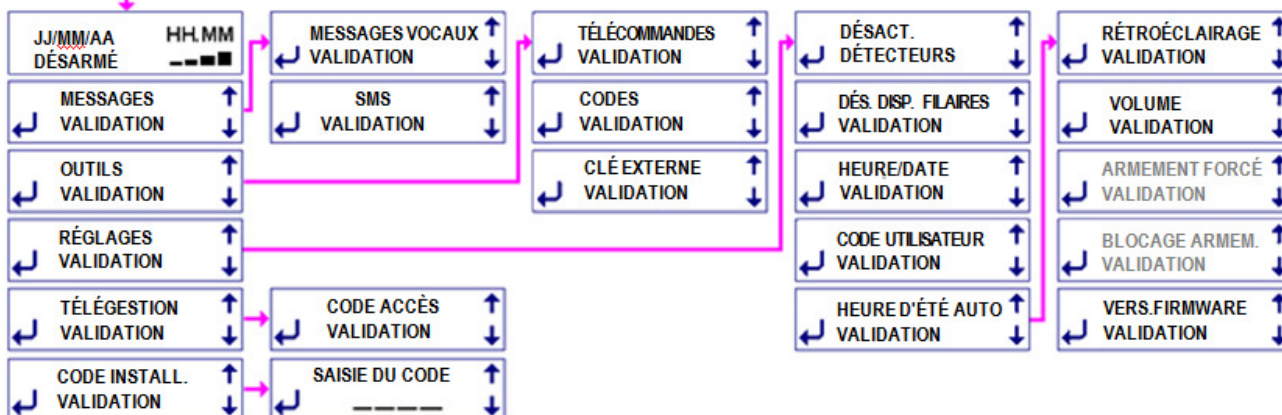 JJ/MM/AA HH.MM
DÉSARMÉ
MESSAGES
VALIDATION
OUTILS
VALIDATION
RÉGLAGES
VALIDATION
TÉLÉGESTION
VALIDATION
CODE INSTALL.
VALIDATION
MESSAGES VOCAUX
VALIDATION
SMS
VALIDATION
CODE ACCÈS
VALIDATION
SAISIE DU CODE
_ _ _ _
TÉLÉCOMMANDES
VALIDATION
CODES
VALIDATION
CLÉ EXTERNE
VALIDATION
DÉSACT.
DÉTECTEURS
DÉS. DISP. FILAIRES
VALIDATION
HEURE/DATE
VALIDATION
CODE UTILISATEUR
VALIDATION
HEURE D'ÉTÉ AUTO
VALIDATION
RÉTROÉCLAIRAGE
VALIDATION
VOLUME
VALIDATION
ARMEMENT FORCÉ
VALIDATION
BLOCAGE ARMEM.
VALIDATION
VERS.FIRMWARE
VALIDATION